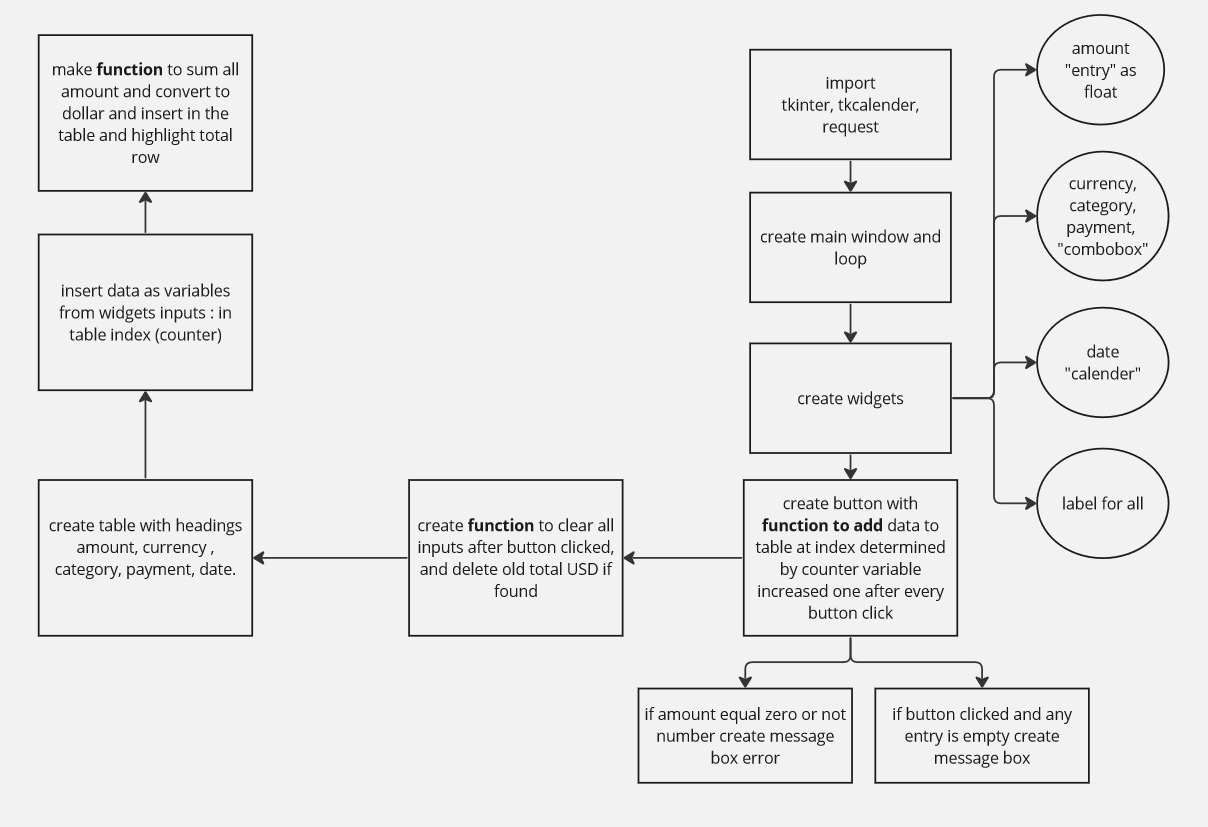 import
tkinter, tkcalender,
request
create main window and
loop
create widgets
amount
"entry" as
float
currency,
category,
payment,
"combobox"
date
"calender"
label for all
create button with
function to add data to
table at index determined
by counter variable
increased one after every
button click
if amount equal zero or not
number create message
box error
if button clicked and any
entry is empty create
message box
create function to clear all
inputs after button clicked,
and delete old total USD if
found
create table with headings
amount, currency ,
category, payment, date.
insert data as variables
from widgets inputs : in
table index (counter)
make function to sum all
amount and convert to
dollar and insert in the
table and highlight total
row